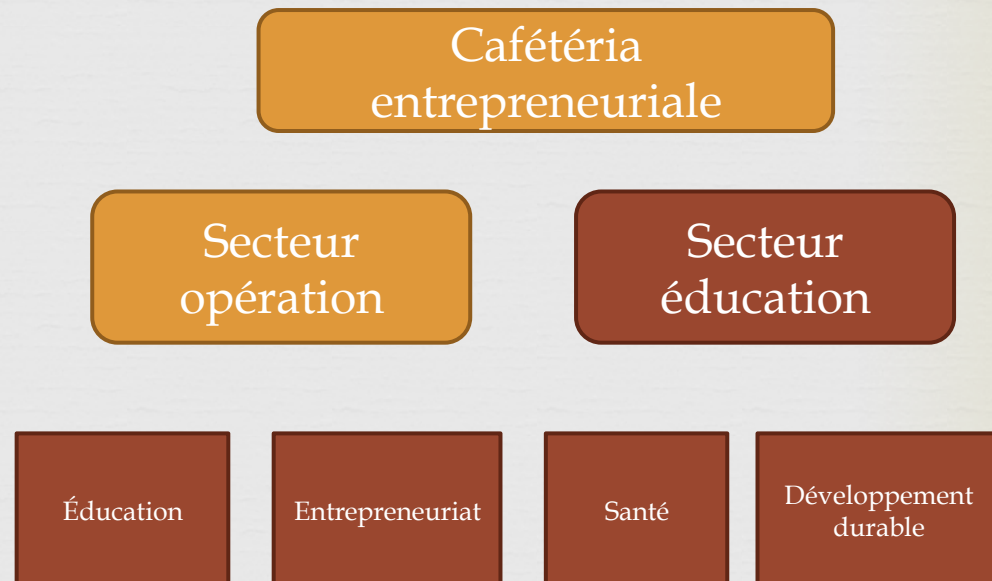 Cafétéria
entrepreneuriale
Secteur
opération
Secteur
éducation
Éducation
Entrepreneuriat
Santé
Développement
durable